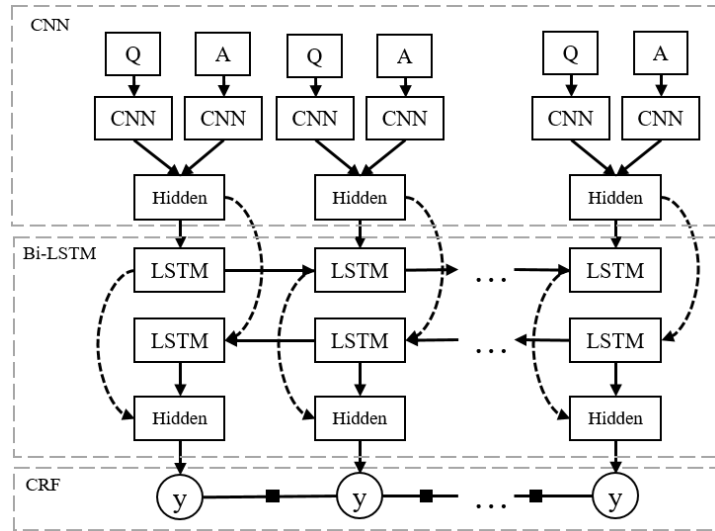 CNN
Q A Q A Q A
CNN CNN CNN CNN CNN CNN
Hidden Hidden Hidden
Bi-LSTM
LSTM LSTM ... LSTM
LSTM LSTM ... LSTM
Hidden Hidden Hidden
CRF
y y ... y